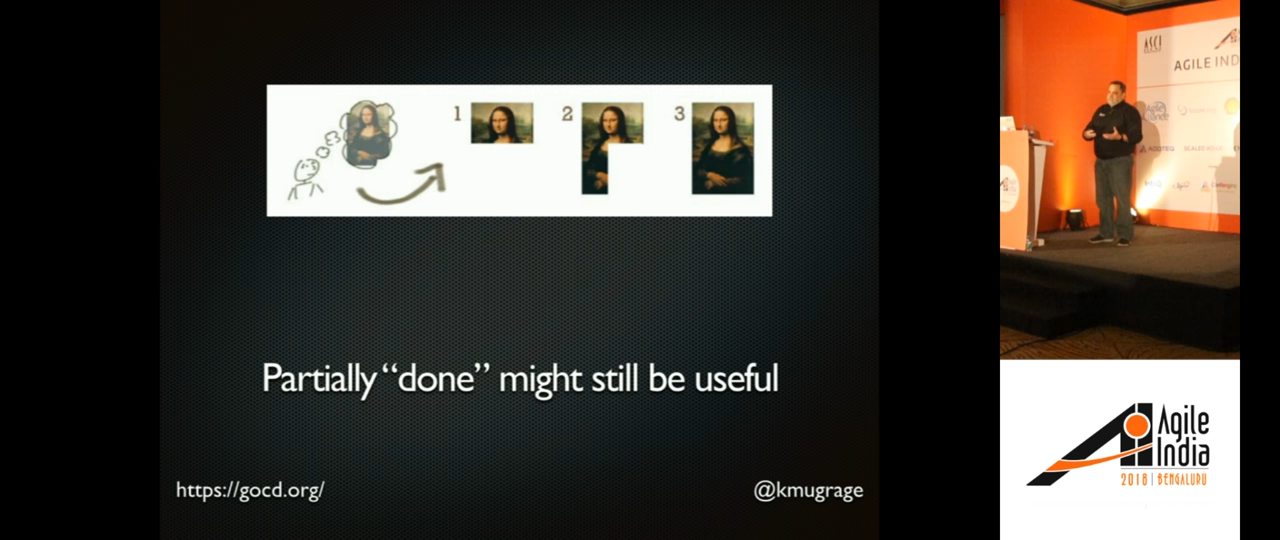 1
2
3
Partially “done” might still be useful
https://gocd.org/
@kmugrage
ASCI
AGILE IND
Agile
India
2018 | BENGALURU